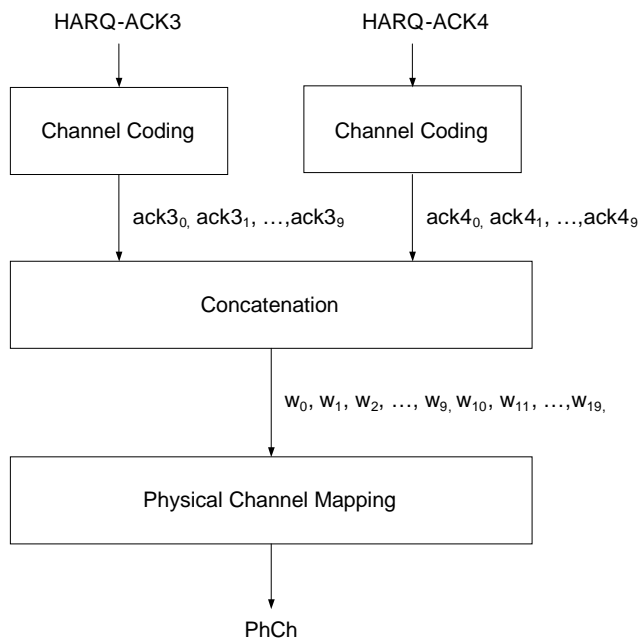 HARQ-ACK3 HARQ-ACK4
Channel Coding Channel Coding
ack3₀, ack3₁, …,ack3₉ ack4₀, ack4₁, …,ack4₉
Concatenation
w₀, w₁, w₂, …, w₉, w₁₀, w₁₁, …,w₁₉,
Physical Channel Mapping
PhCh